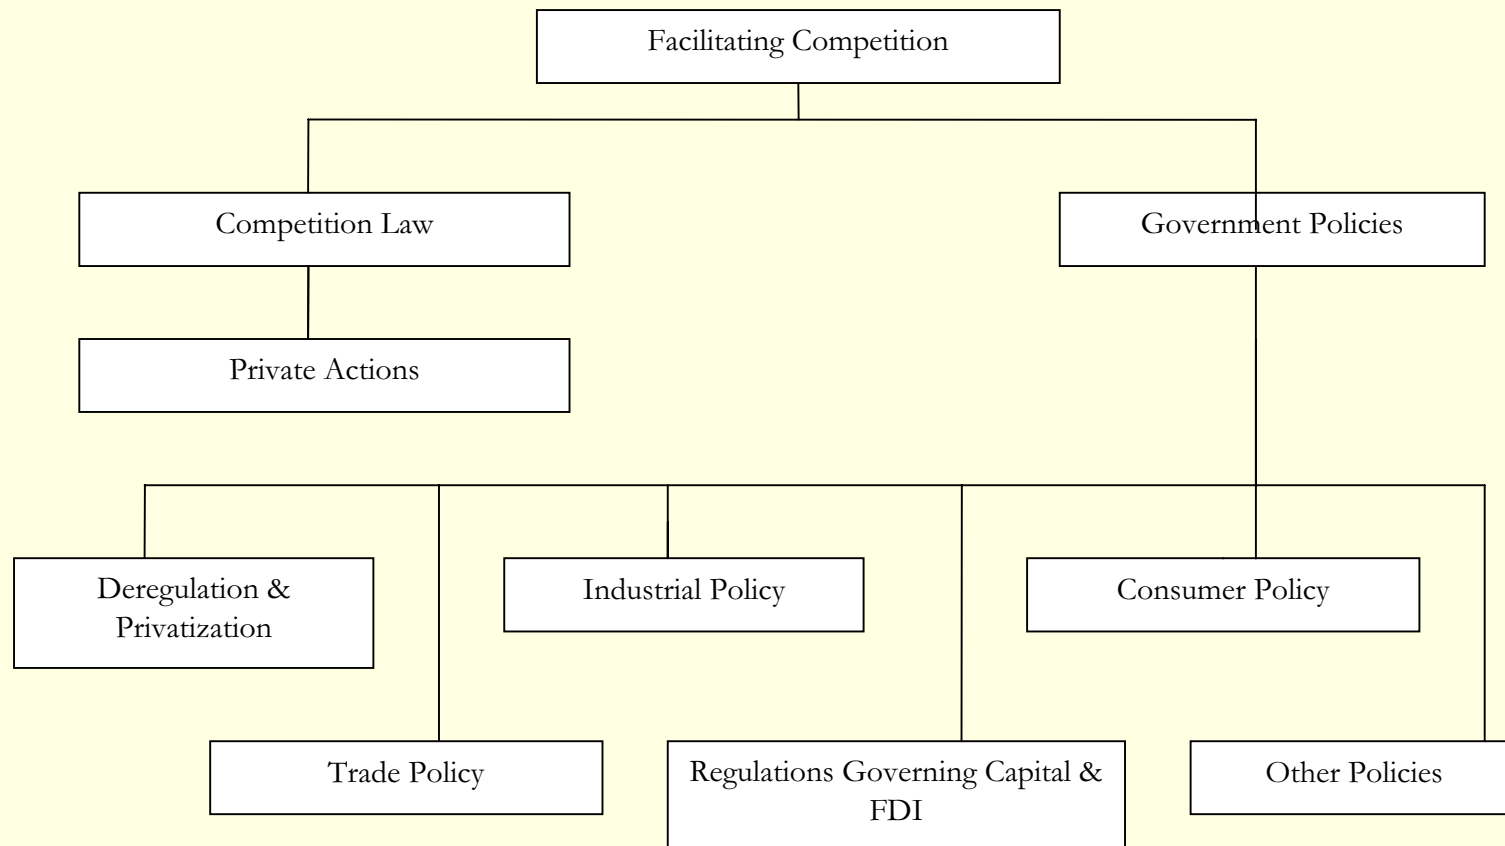 Facilitating Competition
Competition Law
Government Policies
Private Actions
Deregulation &
Privatization
Industrial Policy
Consumer Policy
Trade Policy
Regulations Governing Capital &
FDI
Other Policies